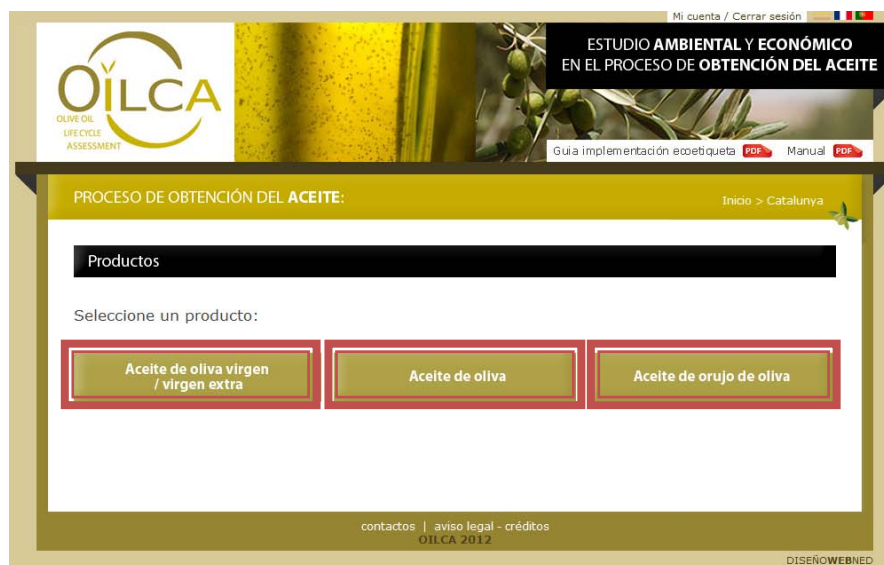 Mi cuenta / Cerrar sesión
OïLCA
OLIVE OIL
LIFE CYCLE
ASSESSMENT
ESTUDIO AMBIENTAL Y ECONÓMICO
EN EL PROCESO DE OBTENCIÓN DEL ACEITE
Guia implementación ecoetiqueta PDF Manual PDF
PROCESO DE OBTENCIÓN DEL ACEITE:
Inicio > Catalunya
Productos
Seleccione un producto:
Aceite de oliva virgen
/ virgen extra
Aceite de oliva
Aceite de orujo de oliva
contactos | aviso legal - créditos
OILCA 2012
DISEÑOWEBNED